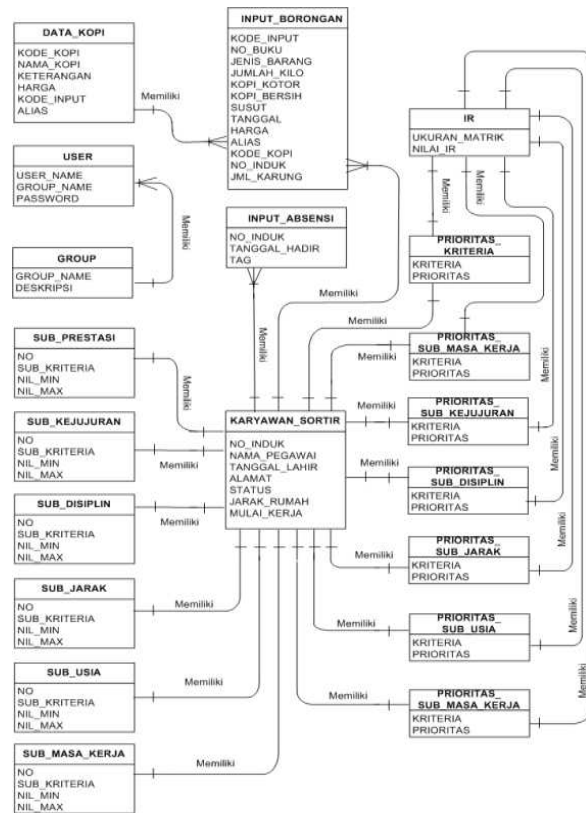 DATA_KOPI
KODE_KOPI
NAMA_KOPI
KETERANGAN
HARGA
KODE_INPUT
ALIAS
Memiliki
INPUT_BORONGAN
KODE_INPUT
NO_BUKU
JENIS_BARANG
JUMLAH_KILO
KOPI_KOTOR
KOPI_BERSIH
SUSUT
TANGGAL
HARGA
ALIAS
KODE_KOPI
NO_INDUK
JML_KARUNG
IR
UKURAN_MATRIK
NILAI_IR
USER
USER_NAME
GROUP_NAME
PASSWORD
Memiliki
GROUP
GROUP_NAME
DESKRIPSI
INPUT_ABSENSI
NO_INDUK
TANGGAL_HADIR
TAG
Memiliki
Memiliki
Memiliki
Memiliki
Memiliki
PRIORITAS_
KRITERIA
KRITERIA
PRIORITAS
Memiliki
PRIORITAS_
SUB_MASA_KERJA
KRITERIA
PRIORITAS
Memiliki
Memiliki
SUB_PRESTASI
NO
SUB_KRITERIA
NIL_MIN
NIL_MAX
Memiliki
SUB_KEJUJURAN
NO
SUB_KRITERIA
NIL_MIN
NIL_MAX
Memiliki
KARYAWAN_SORTIR
NO_INDUK
NAMA_PEGAWAI
TANGGAL_LAHIR
ALAMAT
STATUS
JARAK_RUMAH
MULAI_KERJA
Memiliki
PRIORITAS_
SUB_KEJUJURAN
KRITERIA
PRIORITAS
Memiliki
SUB_DISIPLIN
NO
SUB_KRITERIA
NIL_MIN
NIL_MAX
Memiliki
Memiliki
PRIORITAS_
SUB_DISIPLIN
KRITERIA
PRIORITAS
Memiliki
SUB_JARAK
NO
SUB_KRITERIA
NIL_MIN
NIL_MAX
Memiliki
Memiliki
PRIORITAS_
SUB_JARAK
KRITERIA
PRIORITAS
Memiliki
SUB_USIA
NO
SUB_KRITERIA
NIL_MIN
NIL_MAX
Memiliki
Memiliki
PRIORITAS_
SUB_USIA
KRITERIA
PRIORITAS
Memiliki
SUB_MASA_KERJA
NO
SUB_KRITERIA
NIL_MIN
NIL_MAX
Memiliki
Memiliki
PRIORITAS_
SUB_MASA_KERJA
KRITERIA
PRIORITAS
Memiliki